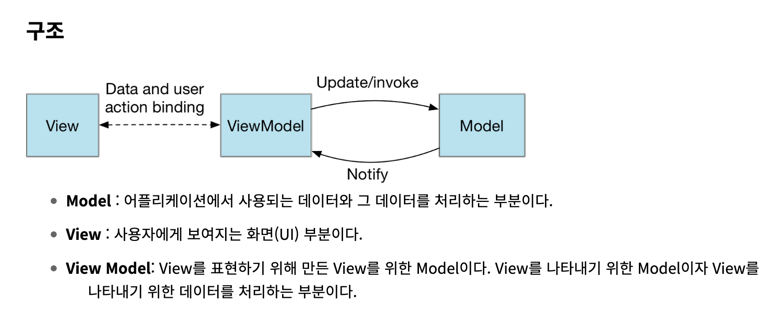 구조
Data and user
action binding
Update/invoke
View
ViewModel
Model
Notify
Model : 어플리케이션에서 사용되는 데이터와 그 데이터를 처리하는 부분이다.
View : 사용자에게 보여지는 화면(UI) 부분이다.
View Model: View를 표현하기 위해 만든 View를 위한 Model이다. View를 나타내기 위한 Model이자 View를
나타내기 위한 데이터를 처리하는 부분이다.